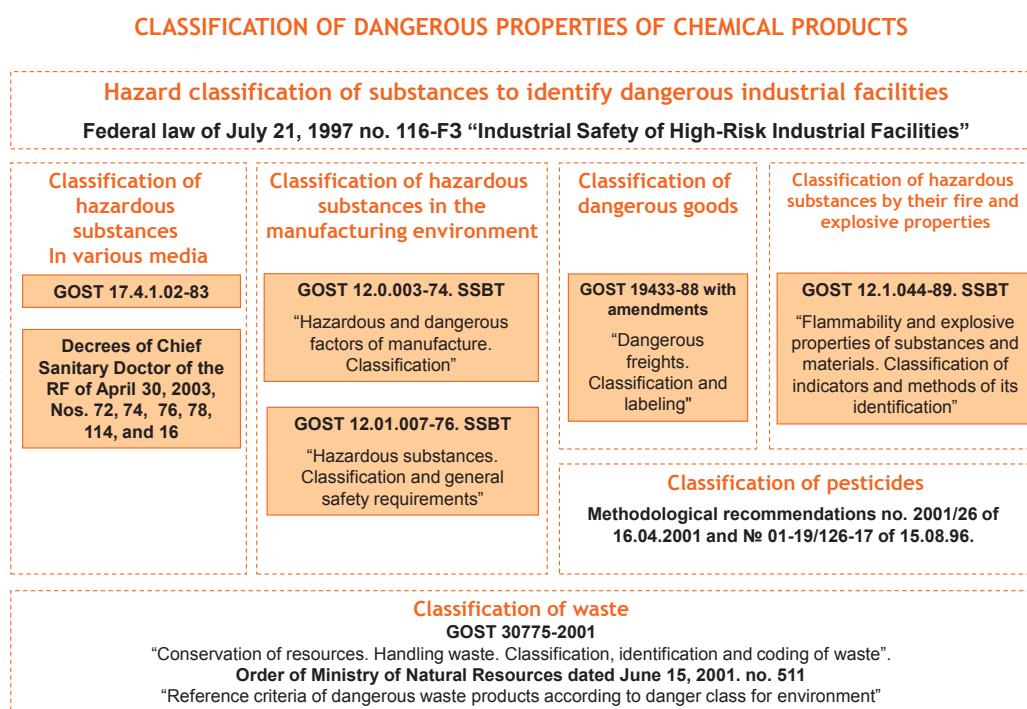 CLASSIFICATION OF DANGEROUS PROPERTIES OF CHEMICAL PRODUCTS
Hazard classification of substances to identify dangerous industrial facilities
Federal law of July 21, 1997 no. 116-F3 “Industrial Safety of High-Risk Industrial Facilities”
Classification of
hazardous
substances
In various media
GOST 17.4.1.02-83
Decrees of Chief
Sanitary Doctor of the
RF of April 30, 2003,
Nos. 72, 74, 76, 78,
114, and 16
Classification of hazardous
substances in the
manufacturing environment
GOST 12.0.003-74. SSBT
“Hazardous and dangerous
factors of manufacture.
Classification”
GOST 12.01.007-76. SSBT
“Hazardous substances.
Classification and general
safety requirements”
Classification of
dangerous goods
GOST 19433-88 with
amendments
“Dangerous
freights.
Classification and
labeling"
Classification of hazardous
substances by their fire and
explosive properties
GOST 12.1.044-89. SSBT
“Flammability and explosive
properties of substances and
materials. Classification of
indicators and methods of its
identification”
Classification of pesticides
Methodological recommendations no. 2001/26 of
16.04.2001 and № 01-19/126-17 of 15.08.96.
Classification of waste
GOST 30775-2001
“Conservation of resources. Handling waste. Classification, identification and coding of waste”.
Order of Ministry of Natural Resources dated June 15, 2001. no. 511
“Reference criteria of dangerous waste products according to danger class for environment”